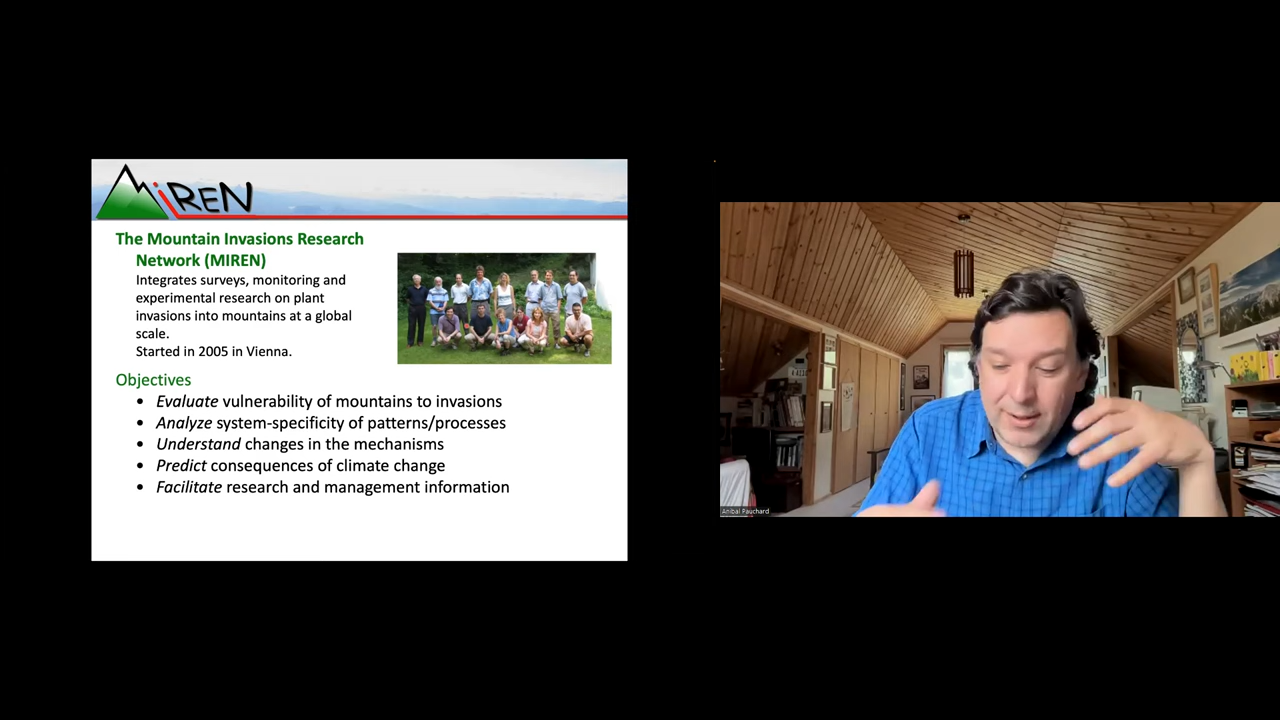 MiREN
The Mountain Invasions Research
Network (MIREN)
Integrates surveys, monitoring and
experimental research on plant
invasions into mountains at a global
scale.
Started in 2005 in Vienna.
Objectives
• Evaluate vulnerability of mountains to invasions
• Analyze system-specificity of patterns/processes
• Understand changes in the mechanisms
• Predict consequences of climate change
• Facilitate research and management information
Anibal Pauchard